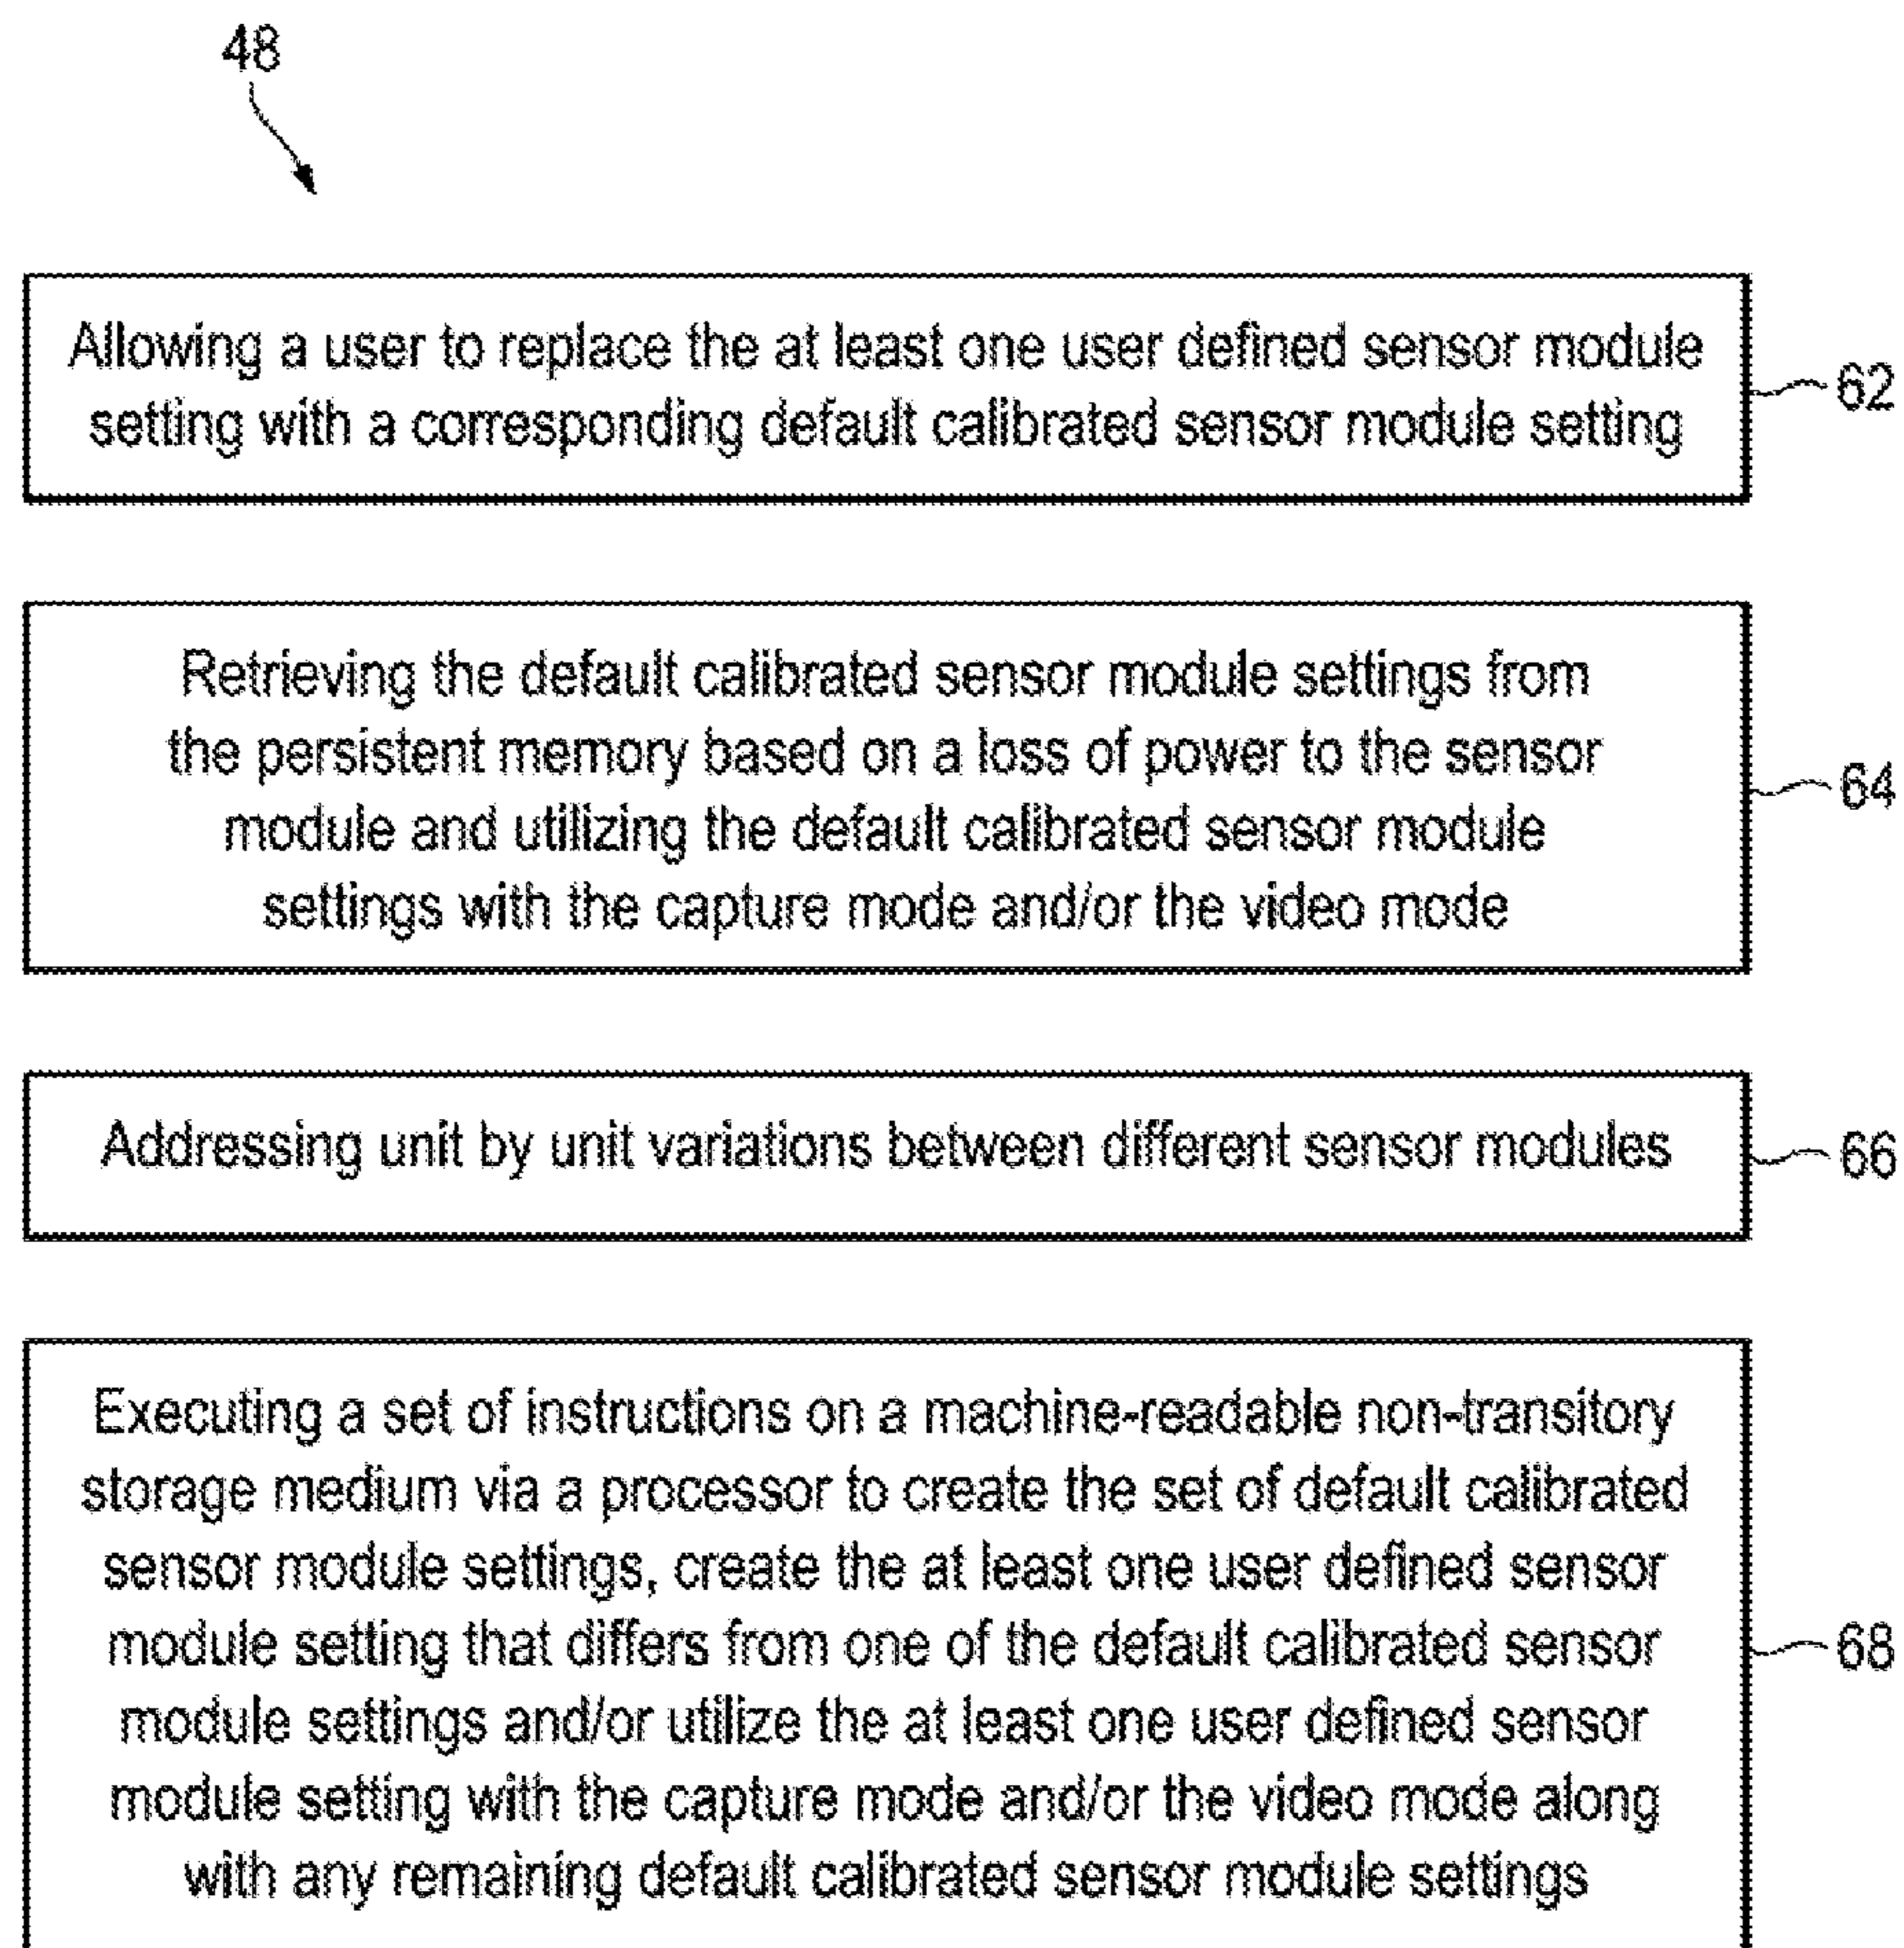 48
Allowing a user to replace the at least one user defined sensor module
setting with a corresponding default calibrated sensor module setting
62
Retrieving the default calibrated sensor module settings from
the persistent memory based on a loss of power to the sensor
module and utilizing the default calibrated sensor module
settings with the capture mode and/or the video mode
64
Addressing unit by unit variations between different sensor modules
66
Executing a set of instructions on a machine-readable non-transitory
storage medium via a processor to create the set of default calibrated
sensor module settings, create the at least one user defined sensor
module setting that differs from one of the default calibrated sensor
module settings and/or utilize the at least one user defined sensor
module setting with the capture mode and/or the video mode along
with any remaining default calibrated sensor module settings
68